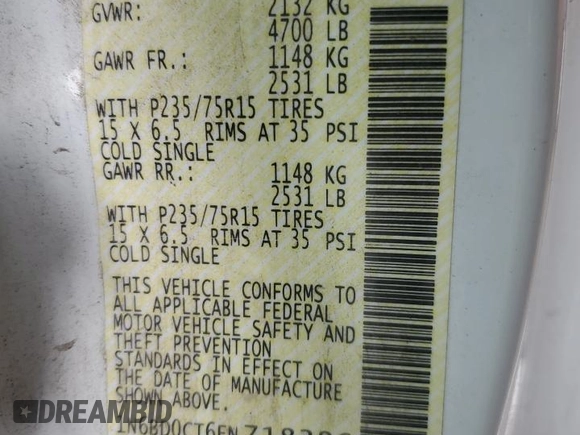 GVWR: 2132 KG
4700 LB
GAWR FR.: 1148 KG
2531 LB
WITH P235/75R15 TIRES
15 X 6.5 RIMS AT 35 PSI
COLD SINGLE
GAWR RR.: 1148 KG
2531 LB
WITH P235/75R15 TIRES
15 X 6.5 RIMS AT 35 PSI
COLD SINGLE
THIS VEHICLE CONFORMS TO
ALL APPLICABLE FEDERAL
MOTOR VEHICLE SAFETY AND
THEFT PREVENTION
STANDARDS IN EFFECT ON
THE DATE OF MANUFACTURE
SHOWN ABOVE.
DREAMBID